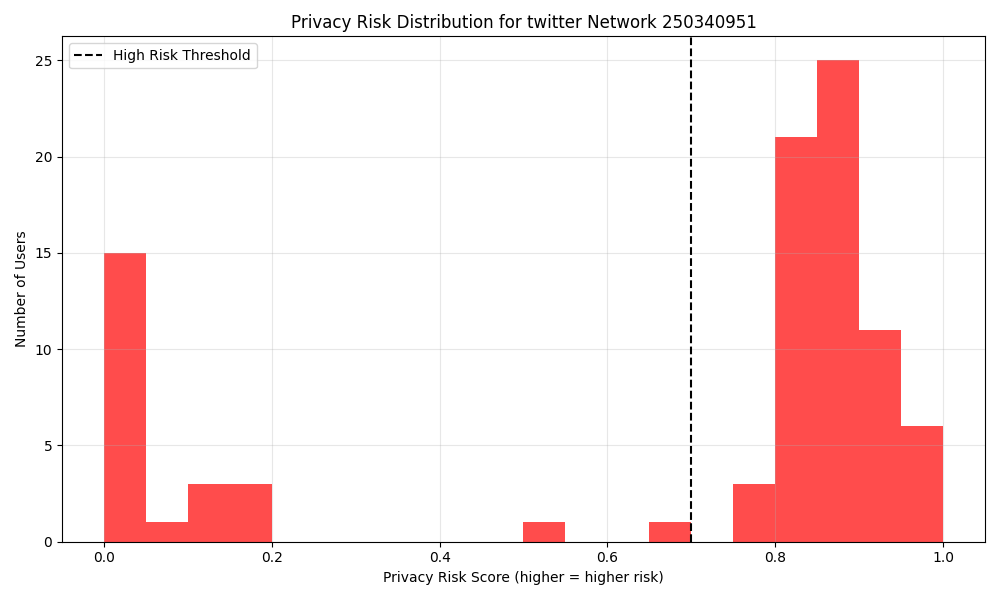 Privacy Risk Distribution for twitter Network 250340951
High Risk Threshold
Number of Users
25
20
15
10
5
0
0.0 0.2 0.4 0.6 0.8 1.0
Privacy Risk Score (higher = higher risk)